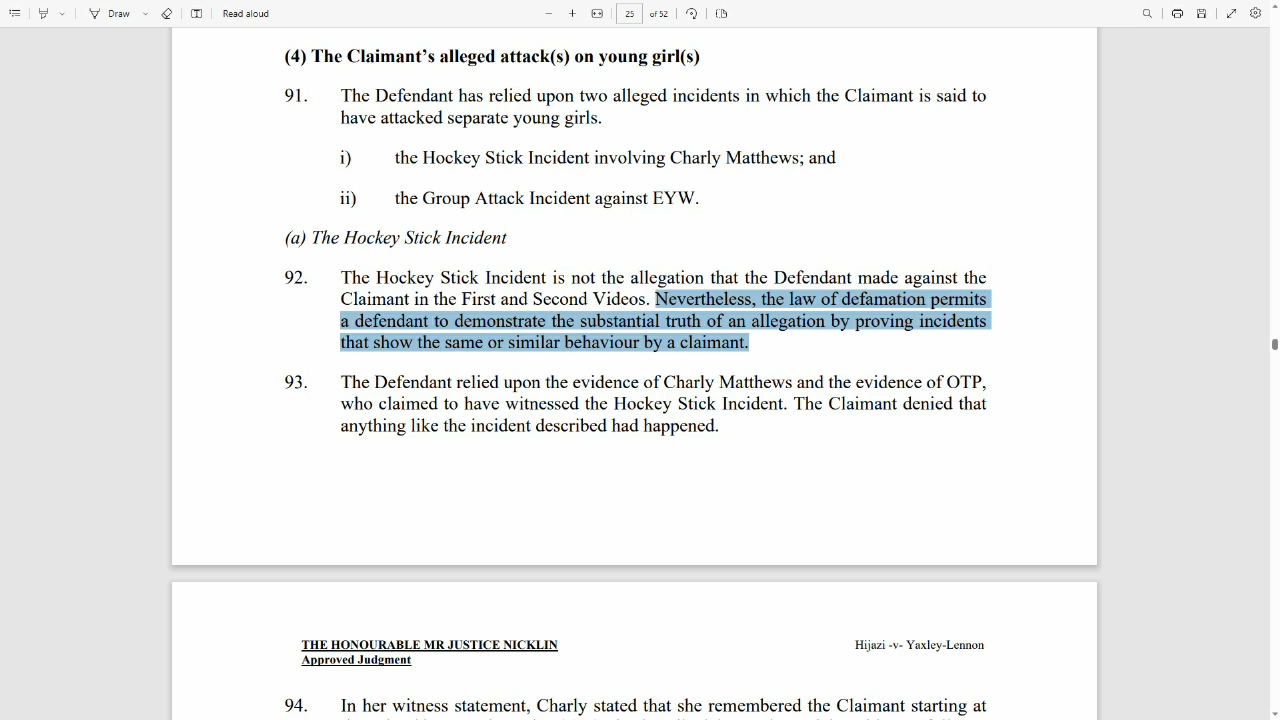 Draw
Read aloud
25 of 52
(4) The Claimant’s alleged attack(s) on young girl(s)
91. The Defendant has relied upon two alleged incidents in which the Claimant is said to
have attacked separate young girls.
i) the Hockey Stick Incident involving Charly Matthews; and
ii) the Group Attack Incident against EYW.
(a) The Hockey Stick Incident
92. The Hockey Stick Incident is not the allegation that the Defendant made against the
Claimant in the First and Second Videos. Nevertheless, the law of defamation permits
a defendant to demonstrate the substantial truth of an allegation by proving incidents
that show the same or similar behaviour by a claimant.
93. The Defendant relied upon the evidence of Charly Matthews and the evidence of OTP,
who claimed to have witnessed the Hockey Stick Incident. The Claimant denied that
anything like the incident described had happened.
THE HONOURABLE MR JUSTICE NICKLIN
Approved Judgment
Hijazi -v- Yaxley-Lennon
94. In her witness statement, Charly stated that she remembered the Claimant starting at